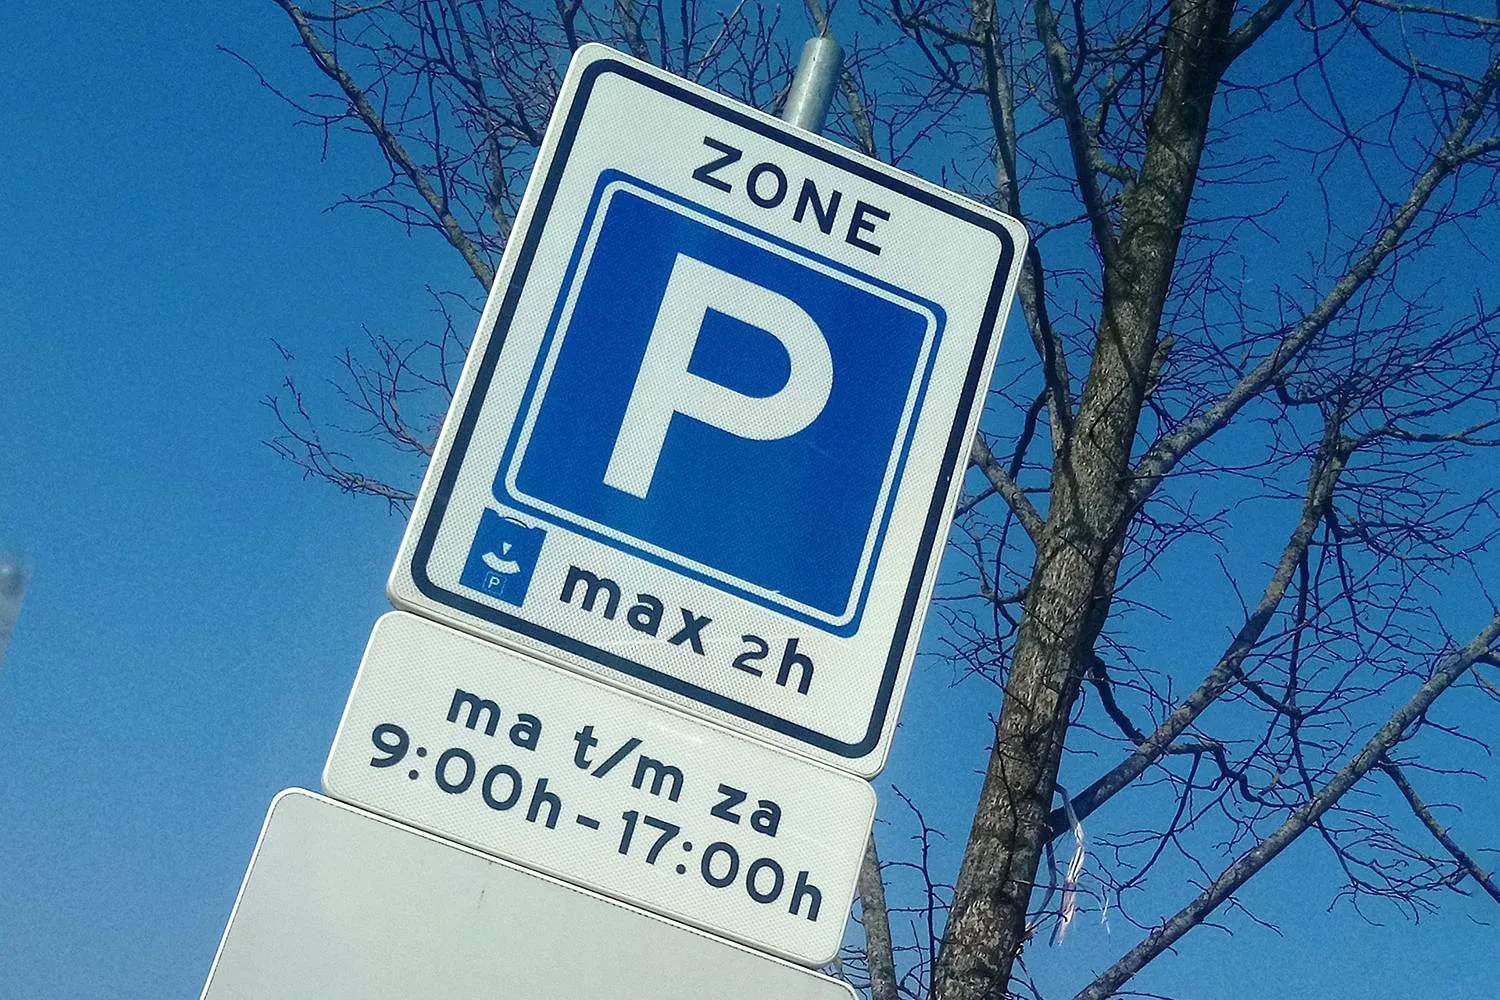 ZONE
P
P
max 2h
ma t/m za
9:00h-17:00h